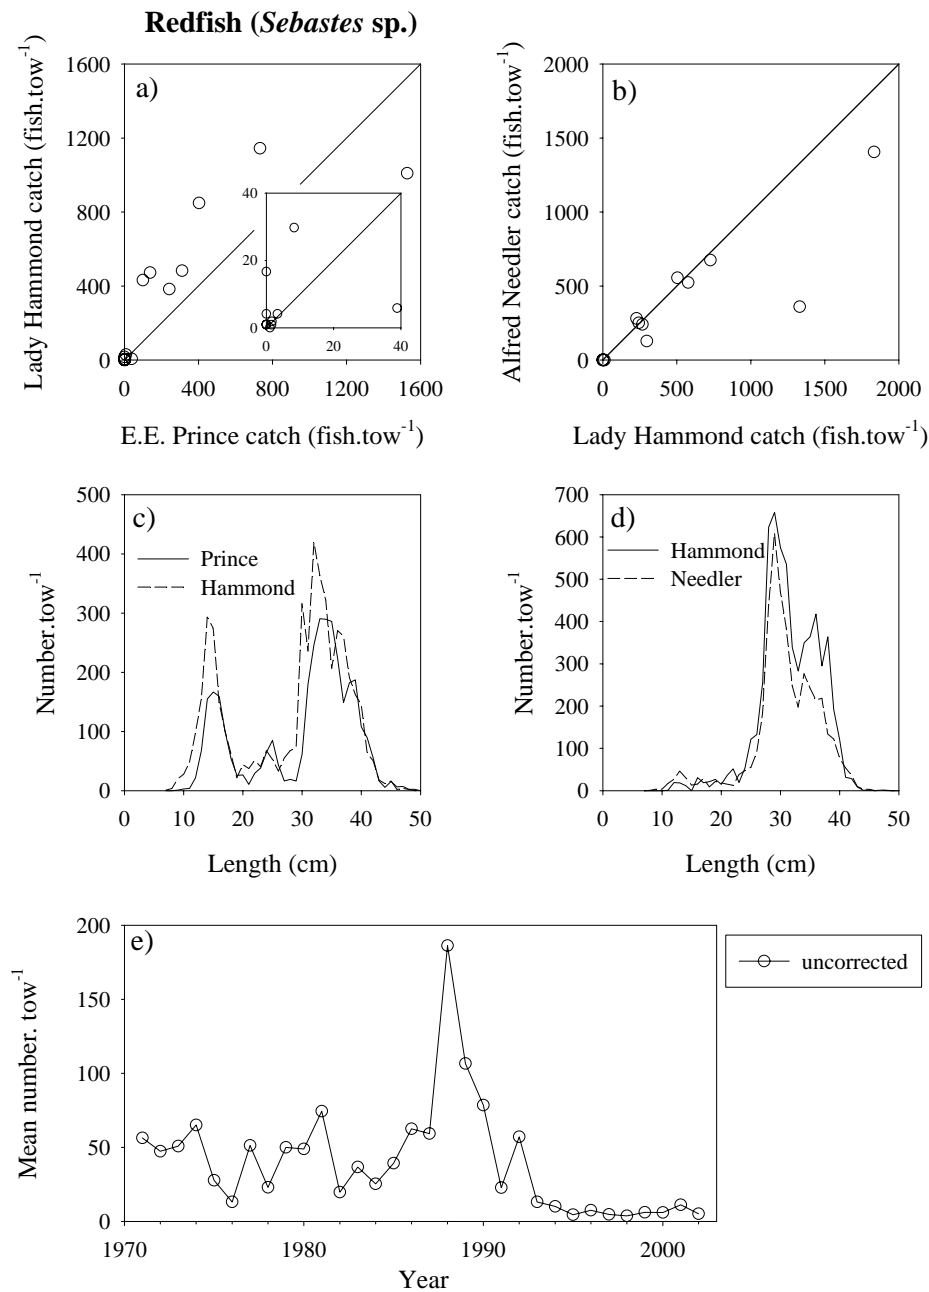 Redfish (Sebastes sp.)
a)
Lady Hammond catch (fish.tow⁻¹)
1600
1200
800
400
0
0 400 800 1200 1600
E.E. Prince catch (fish.tow⁻¹)
40
20
0
0 20 40
b)
Alfred Needler catch (fish.tow⁻¹)
2000
1500
1000
500
0
0 500 1000 1500 2000
Lady Hammond catch (fish.tow⁻¹)
c)
Prince
Hammond
Number.tow⁻¹
500
400
300
200
100
0
0 10 20 30 40 50
Length (cm)
d)
Hammond
Needler
Number.tow⁻¹
700
600
500
400
300
200
100
0
0 10 20 30 40 50
Length (cm)
e)
uncorrected
Mean number. tow⁻¹
200
150
100
50
0
1970 1980 1990 2000
Year